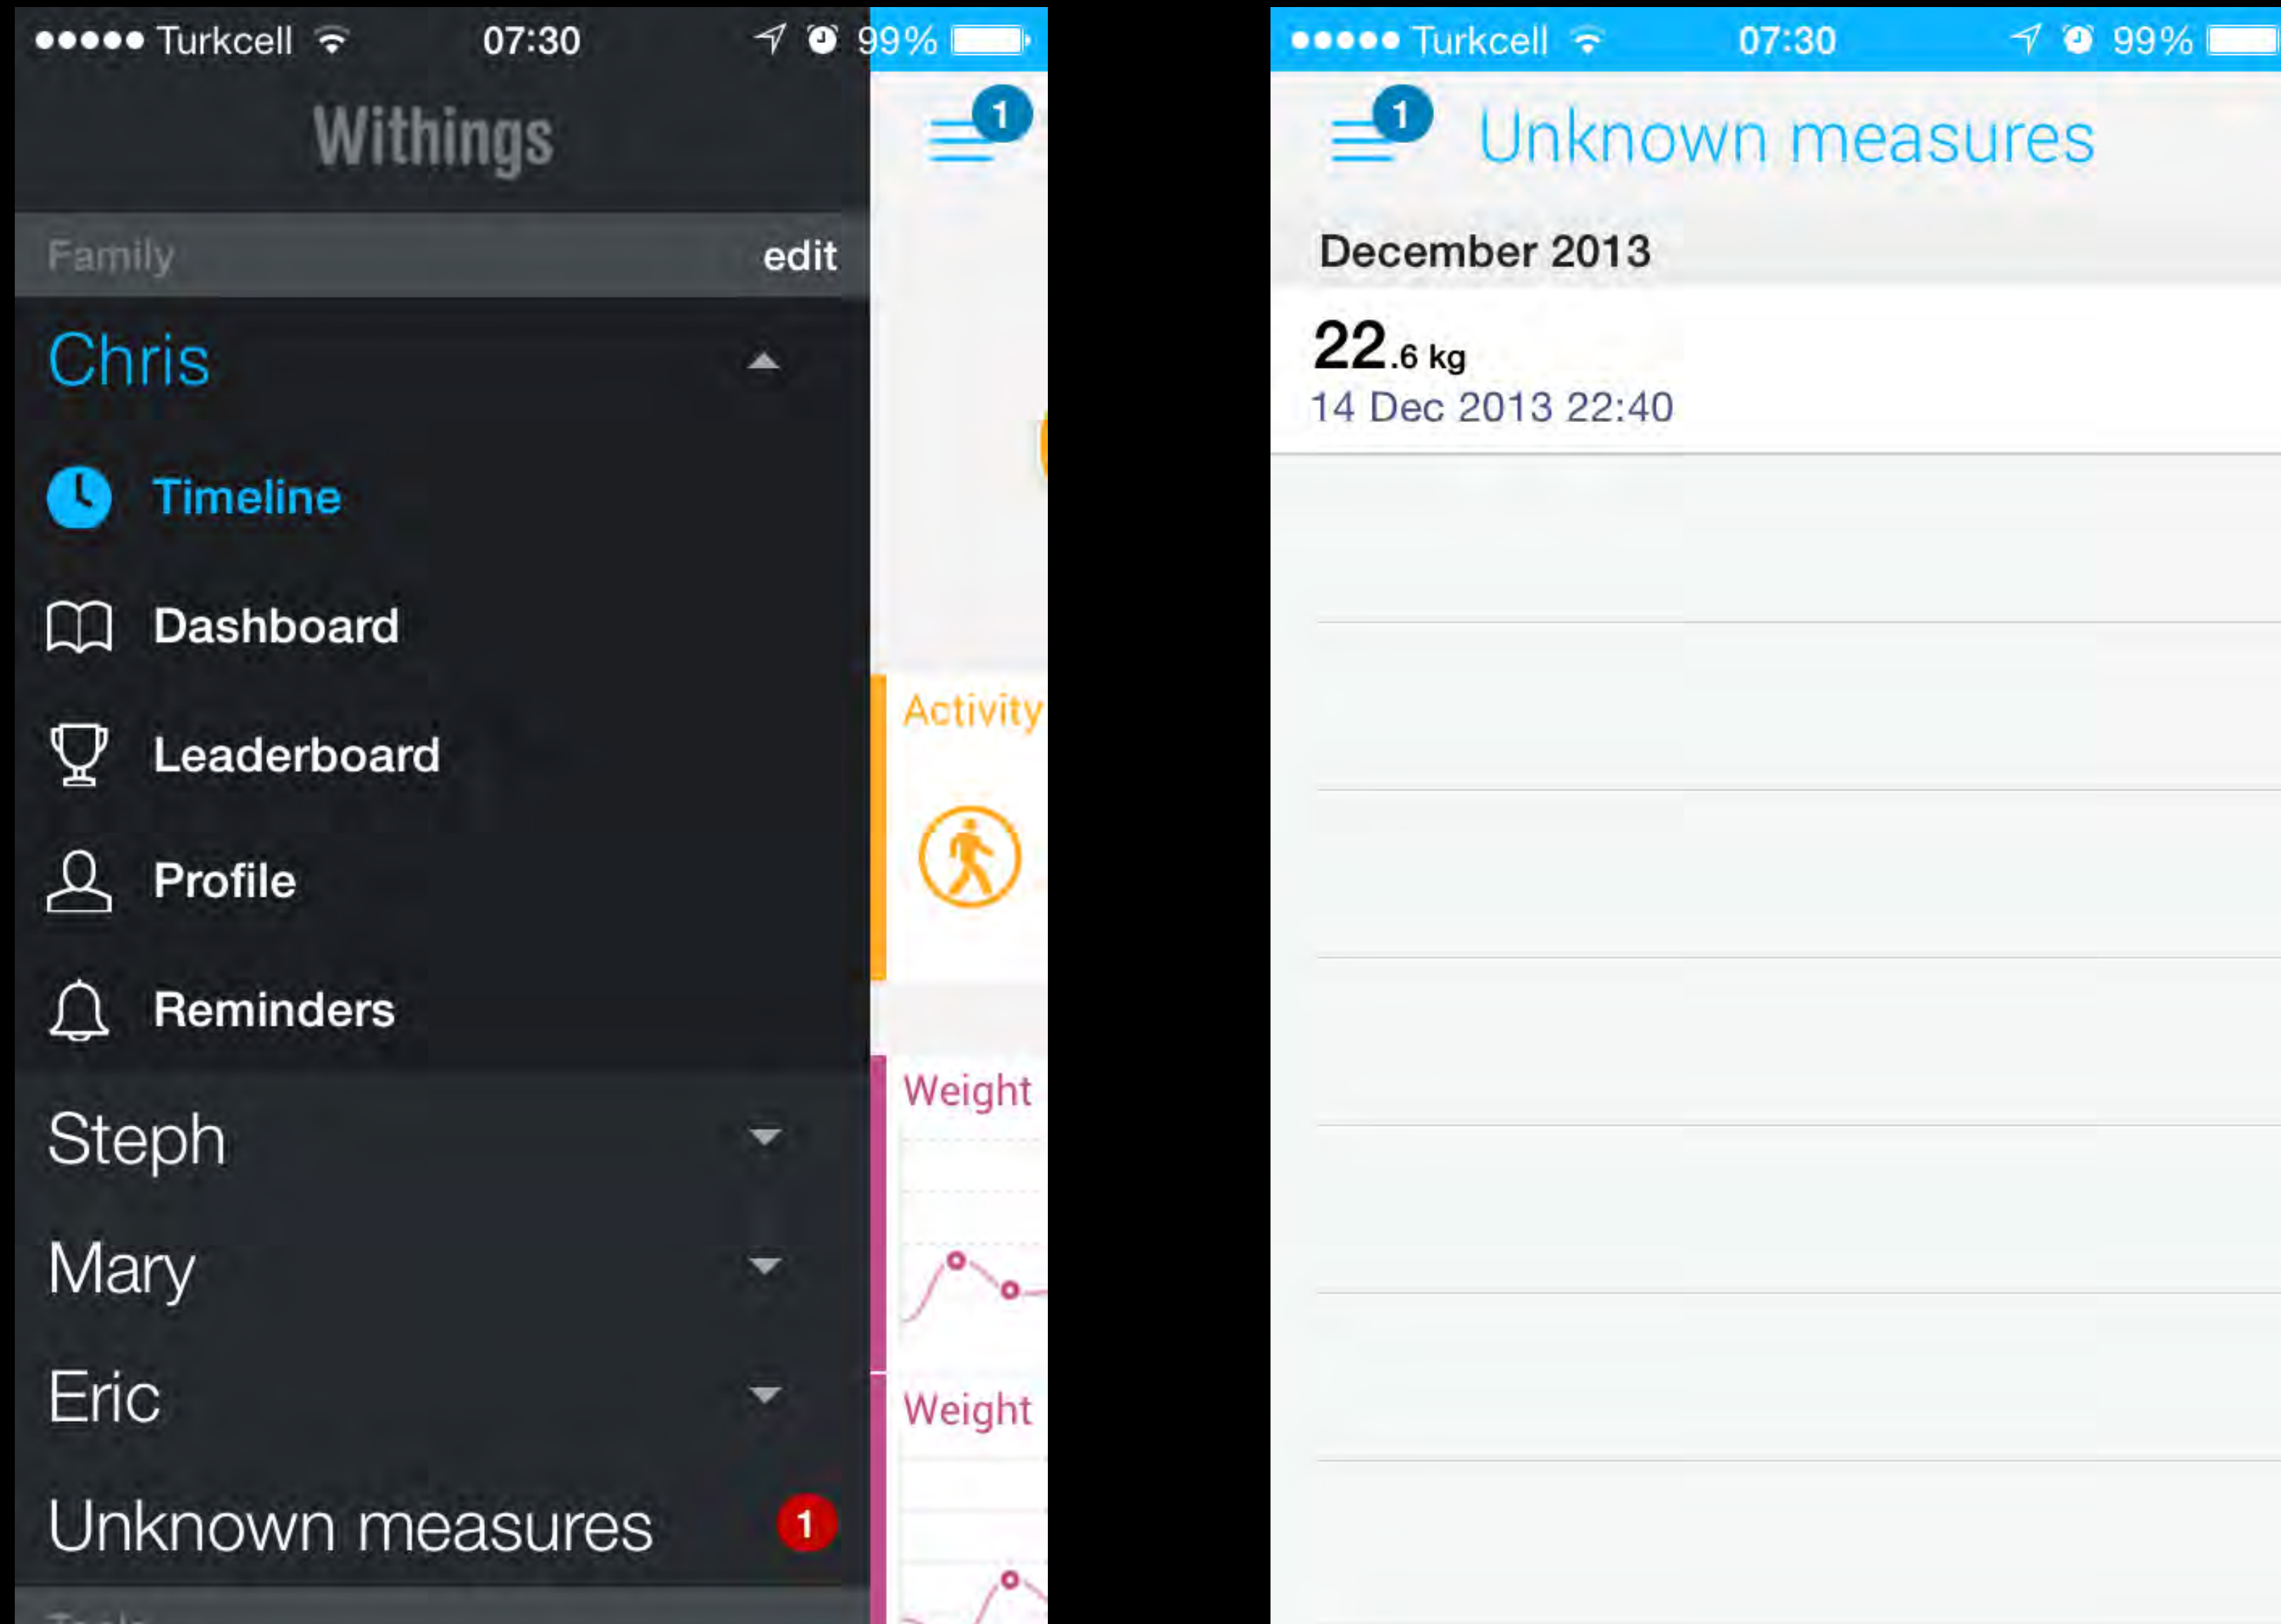 Turkcell 07:30 99%
Withings
1
Family edit
Chris
Timeline
Dashboard
Leaderboard
Profile
Reminders
Steph
Mary
Eric
Unknown measures 1
Activity
Weight
Weight
Turkcell 07:30 99%
1 Unknown measures
December 2013
22.6 kg
14 Dec 2013 22:40